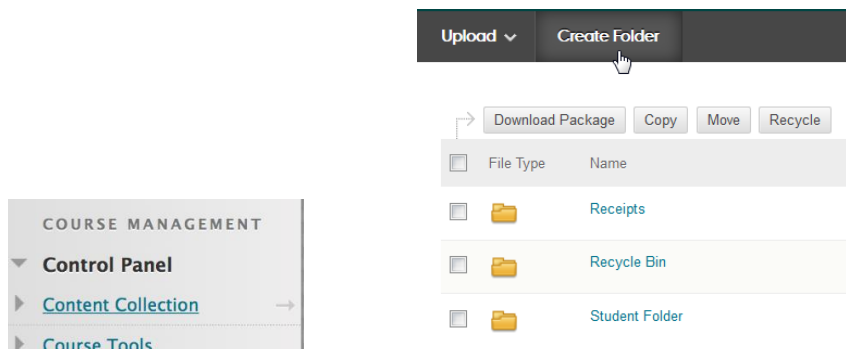 Upload Create Folder
Download Package Copy Move Recycle
File Type Name
Receipts
Recycle Bin
Student Folder
COURSE MANAGEMENT
Control Panel
Content Collection
Course Tools